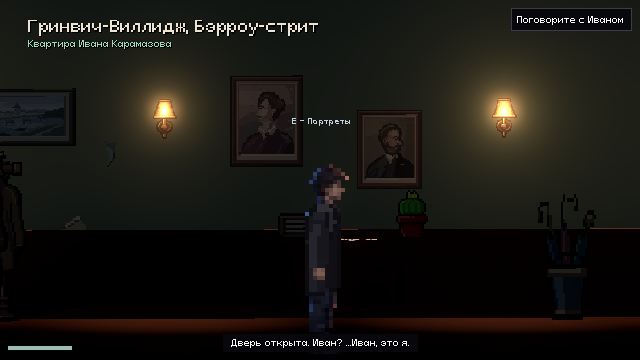 Гринвич-Виллидж, Бэрроу-стрит
Квартира Ивана Карамазова
Поговорите с Иваном
E - Портреты
Дверь открыта. Иван? ...Иван, это я.